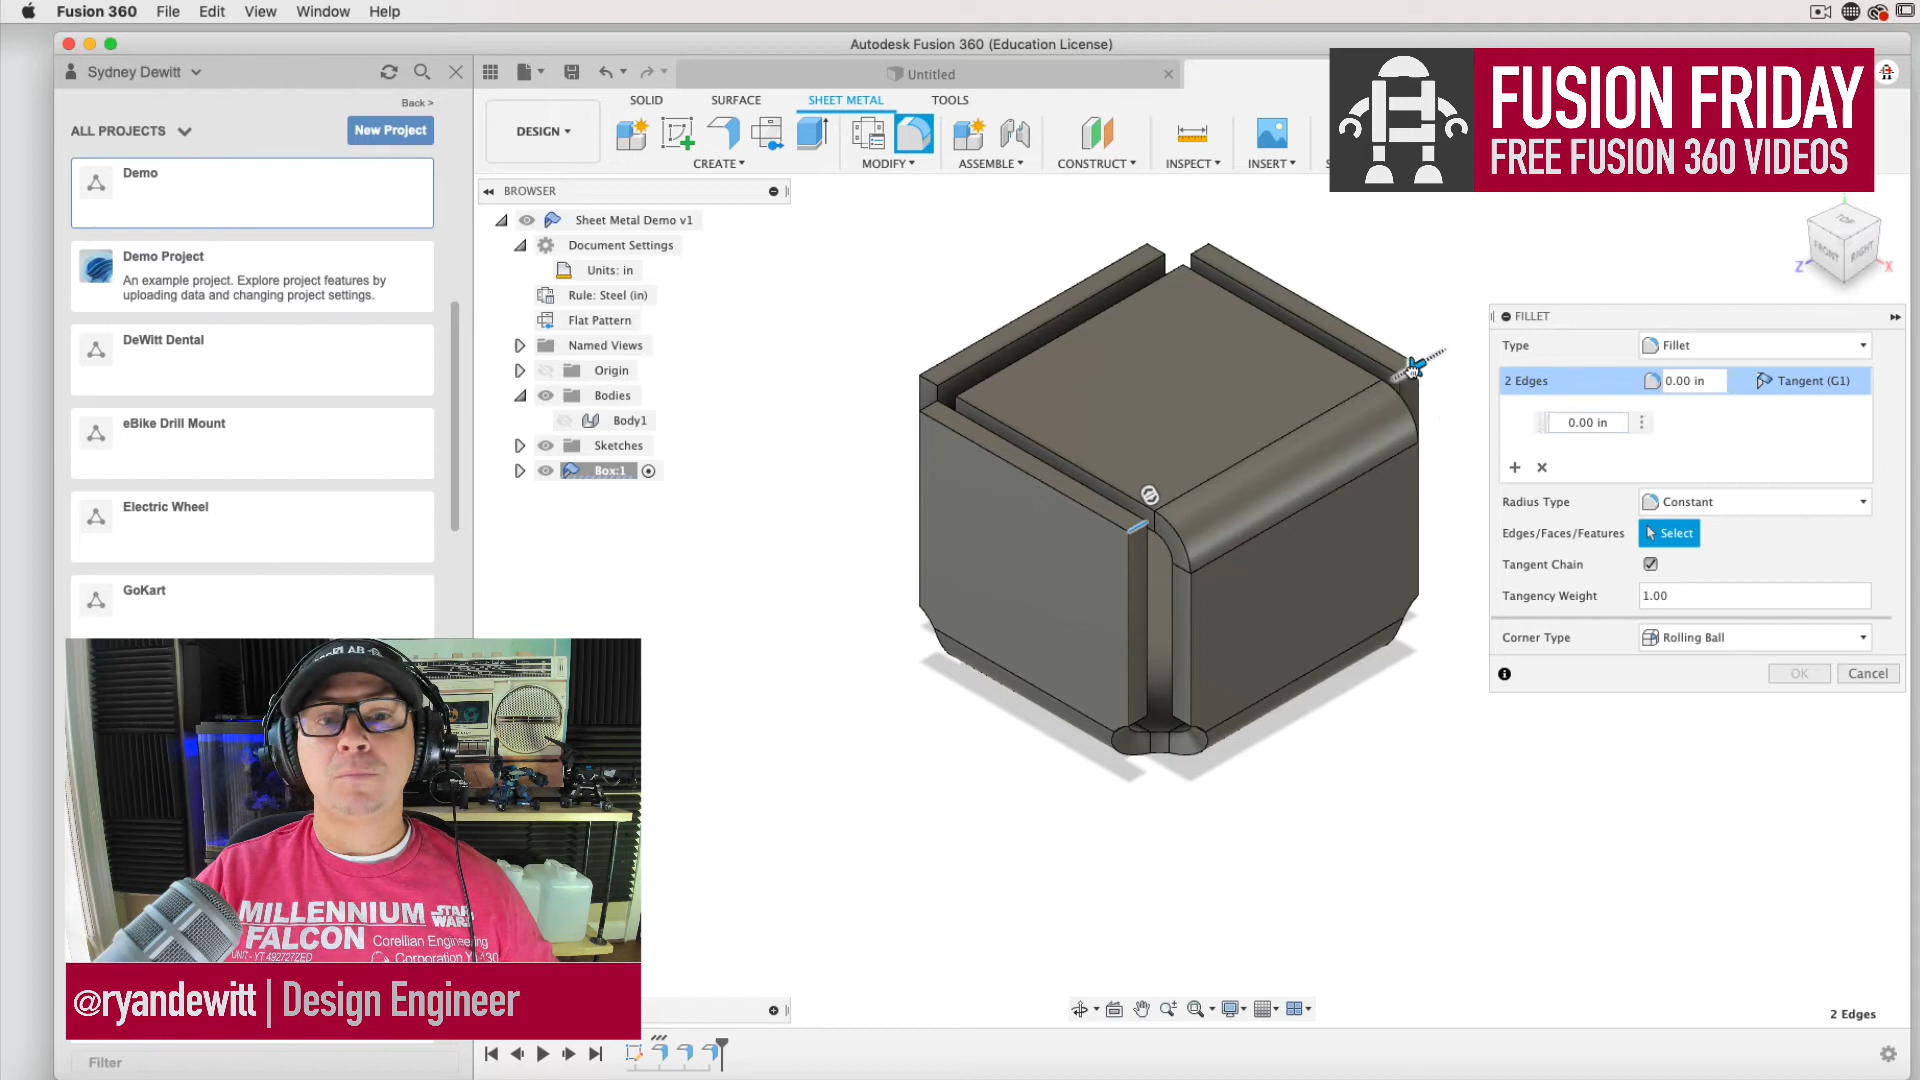 Fusion 360 File Edit View Window Help
Autodesk Fusion 360 (Education License)
Sydney Dewitt
Untitled
FUSION FRIDAY
FREE FUSION 360 VIDEOS
Back >
ALL PROJECTS
New Project
SOLID SURFACE SHEET METAL TOOLS
DESIGN
CREATE MODIFY ASSEMBLE CONSTRUCT INSPECT INSERT
Demo
Demo Project
An example project. Explore project features by
uploading data and changing project settings.
DeWitt Dental
eBike Drill Mount
Electric Wheel
GoKart
Filter
BROWSER
Sheet Metal Demo v1
Document Settings
Units: in
Rule: Steel (in)
Flat Pattern
Named Views
Origin
Bodies
Body1
Sketches
Box:1
TOP
FRONT
RIGHT
Z
X
FILLET
Type Fillet
2 Edges 0.00 in Tangent (G1)
0.00 in
Radius Type Constant
Edges/Faces/Features Select
Tangent Chain
Tangency Weight 1.00
Corner Type Rolling Ball
OK Cancel
2 Edges
MILLENNIUM STAR WARS
FALCON Corellian Engineering
@ryandewitt | Design Engineer